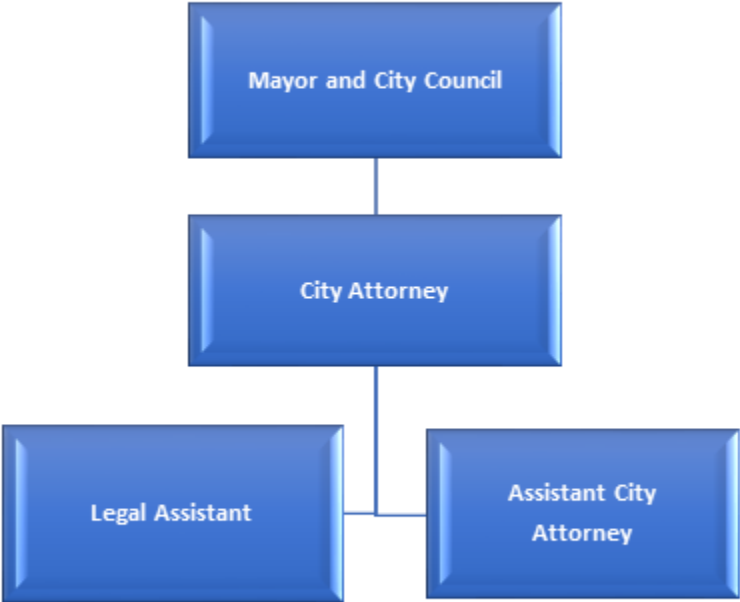 Mayor and City Council
City Attorney
Legal Assistant
Assistant City
Attorney